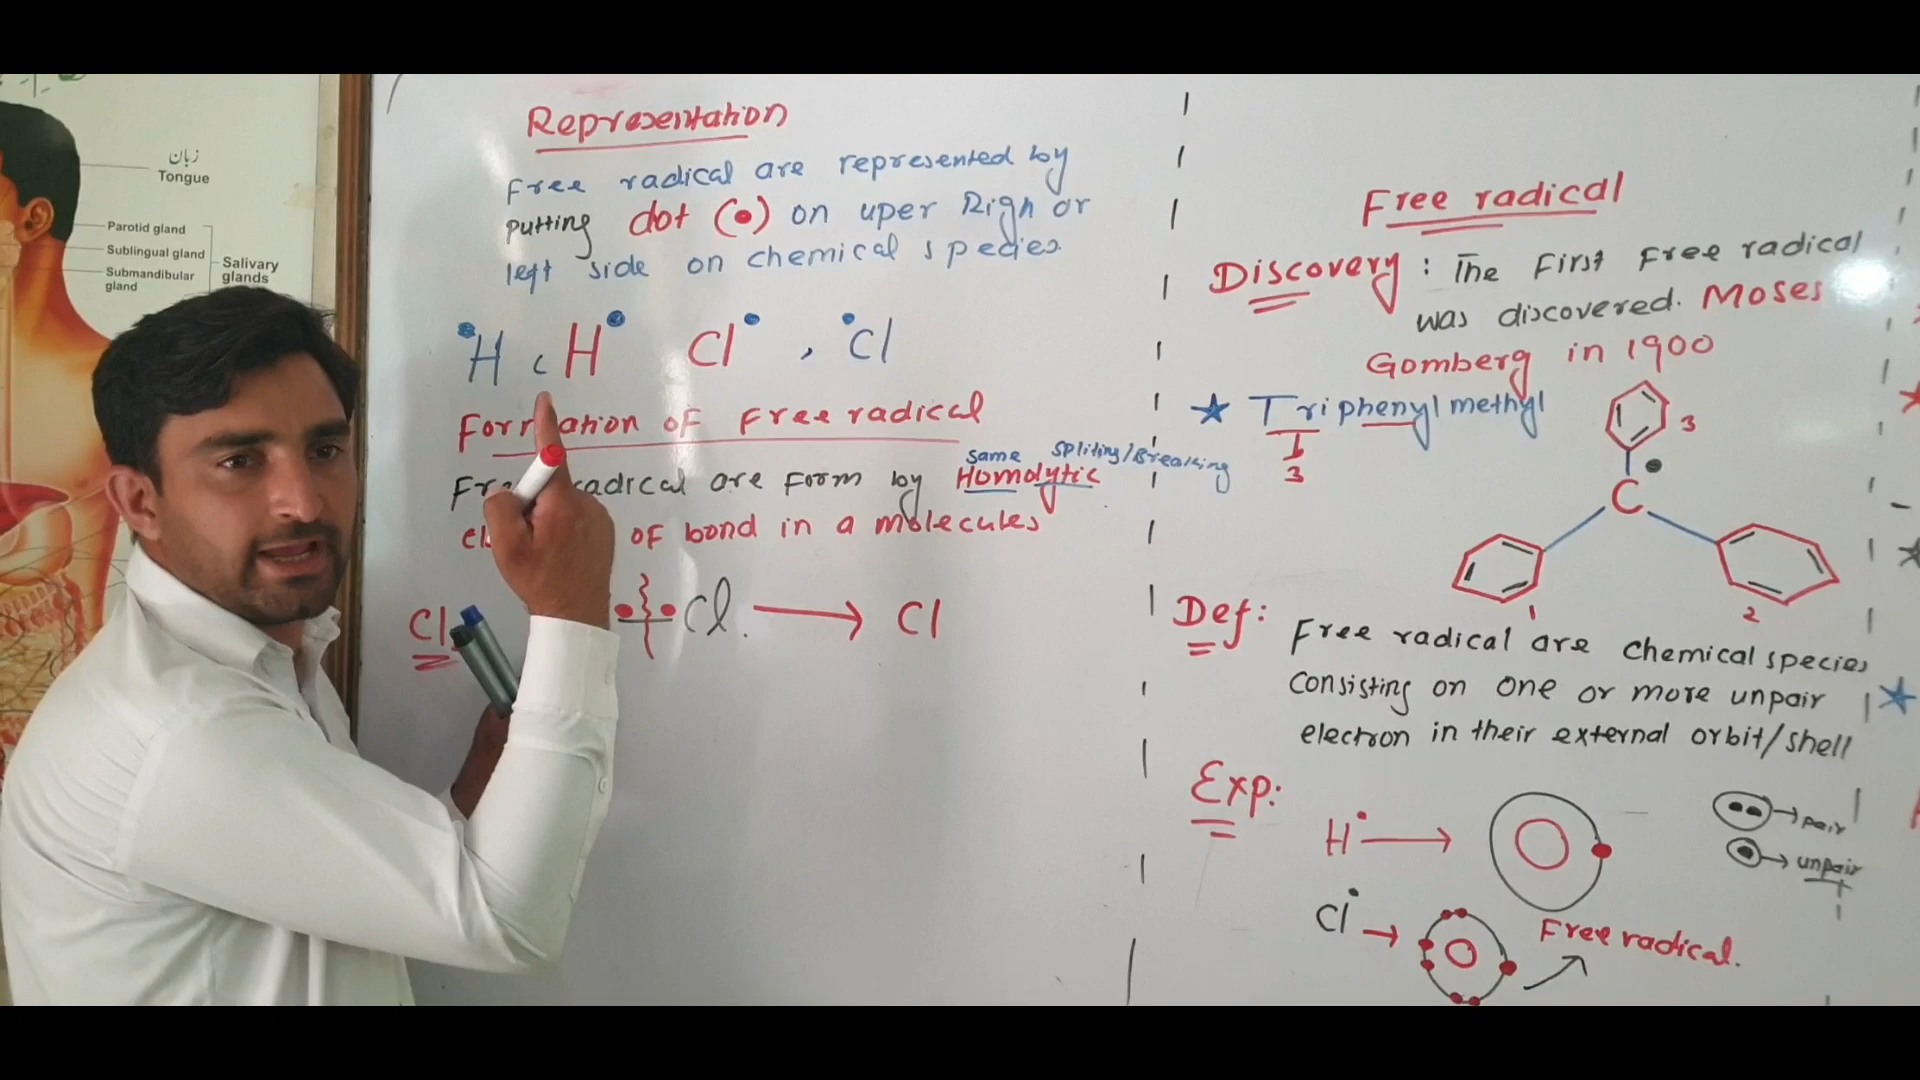 زبان
Tongue
Parotid gland
Sublingual gland
Submandibular
gland
Salivary
glands
Representation
Free radical are represented by
putting dot (•) on uper Righ or
left side on chemical species
•H , H• Cl• , •Cl
Formation of Free radical
same spliting/Breaking
radical are form by Homolytic
of bond in a molecules
Cl • • Cl. → Cl
Free radical
Discovery : The First Free radical
was discovered. Moses
Gomberg in 1900
★ Triphenyl methyl
3
3
C•
1
2
Def: Free radical are chemical species
consisting on one or more unpair
electron in their external orbit/shell
Exp:
H• →
→ pair
→ unpair
Cl• →
Free radical.